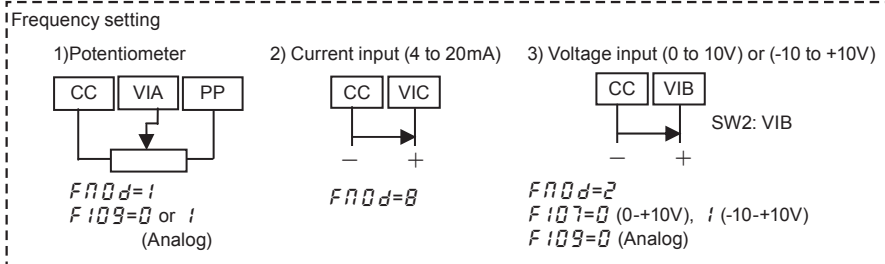 Frequency setting
1)Potentiometer
CC VIA PP
FMOd=1
F109=0 or 1
(Analog)
2) Current input (4 to 20mA)
CC VIC
− +
FMOd=8
3) Voltage input (0 to 10V) or (-10 to +10V)
CC VIB
SW2: VIB
− +
FMOd=2
F107=0 (0-+10V), 1 (-10-+10V)
F109=0 (Analog)